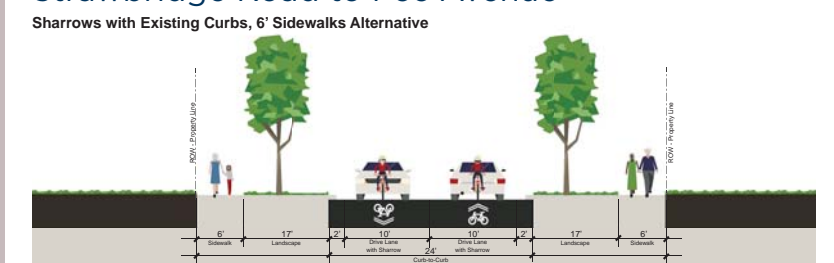 Sharrows with Existing Curbs, 6' Sidewalks Alternative
ROW - Property Line
ROW - Property Line
6' 17' 2' 10' 10' 2' 17' 6'
Sidewalk Landscape Drive Lane Drive Lane Landscape Sidewalk
with Sharrow with Sharrow
24'
Curb-to-Curb